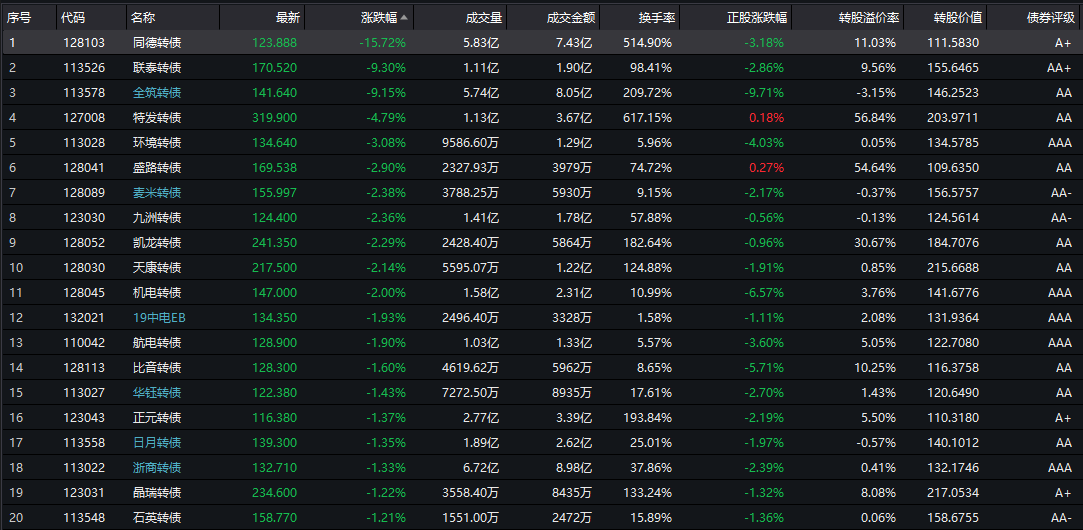 序号 代码 名称 最新 涨跌幅 成交量 成交金额 换手率 正股涨跌幅 转股溢价率 转股价值 债券评级
1 128103 同德转债 123.888 -15.72% 5.83亿 7.43亿 514.90% -3.18% 11.03% 111.5830 A+
2 113526 联泰转债 170.520 -9.30% 1.11亿 1.90亿 98.41% -2.86% 9.56% 155.6465 AA+
3 113578 全筑转债 141.640 -9.15% 5.74亿 8.05亿 209.72% -9.71% -3.15% 146.2523 AA
4 127008 特发转债 319.900 -4.79% 1.13亿 3.67亿 617.15% 0.18% 56.84% 203.9711 AA
5 113028 环境转债 134.640 -3.08% 9586.60万 1.29亿 5.96% -4.03% 0.05% 134.5785 AAA
6 128041 盛路转债 169.538 -2.90% 2327.93万 3979万 74.72% 0.27% 54.64% 109.6350 AA
7 128089 麦米转债 155.997 -2.38% 3788.25万 5930万 9.15% -2.17% -0.37% 156.5757 AA-
8 123030 九洲转债 124.400 -2.36% 1.41亿 1.78亿 57.88% -0.56% -0.13% 124.5614 AA-
9 128052 凯龙转债 241.350 -2.29% 2428.40万 5864万 182.64% -0.96% 30.67% 184.7076 AA
10 128030 天康转债 217.500 -2.14% 5595.07万 1.22亿 124.88% -1.91% 0.85% 215.6688 AA
11 128045 机电转债 147.000 -2.00% 1.58亿 2.31亿 10.99% -6.57% 3.76% 141.6776 AAA
12 132021 19中电EB 134.350 -1.93% 2496.40万 3328万 1.58% -1.11% 2.08% 131.9364 AAA
13 110042 航电转债 128.900 -1.90% 1.03亿 1.33亿 5.57% -3.60% 5.05% 122.7080 AAA
14 128113 比音转债 128.300 -1.60% 4619.62万 5962万 8.65% -5.71% 10.25% 116.3758 AA
15 113027 华钰转债 122.380 -1.43% 7272.50万 8935万 17.61% -2.70% 1.43% 120.6490 AA
16 123043 正元转债 116.380 -1.37% 2.77亿 3.39亿 193.84% -2.19% 5.50% 110.3180 A+
17 113558 日月转债 139.300 -1.35% 1.89亿 2.62亿 25.01% -1.97% -0.57% 140.1012 AA
18 113022 浙商转债 132.710 -1.33% 6.72亿 8.98亿 37.86% -2.39% 0.41% 132.1746 AAA
19 123031 晶瑞转债 234.600 -1.22% 3558.40万 8435万 133.24% -1.32% 8.08% 217.0534 A+
20 113548 石英转债 158.770 -1.21% 1551.00万 2472万 15.89% -1.36% 0.06% 158.6755 AA-